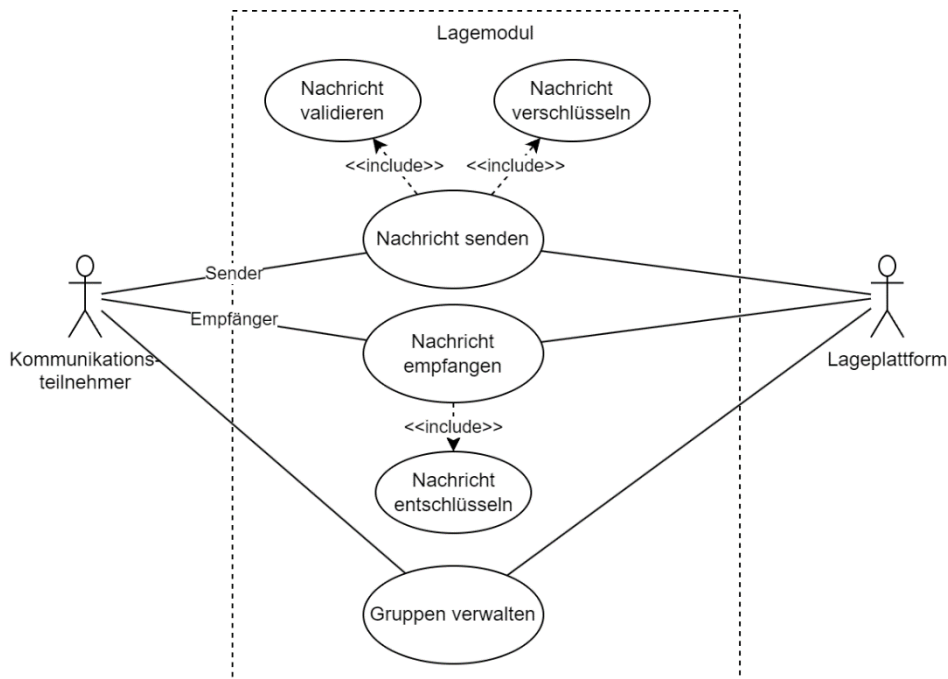 Lagemodul
Nachricht
validieren
Nachricht
verschlüsseln
<<include>>
<<include>>
Nachricht senden
Sender
Empfänger
Nachricht
empfangen
Kommunikations-
teilnehmer
Lageplattform
<<include>>
Nachricht
entschlüsseln
Gruppen verwalten